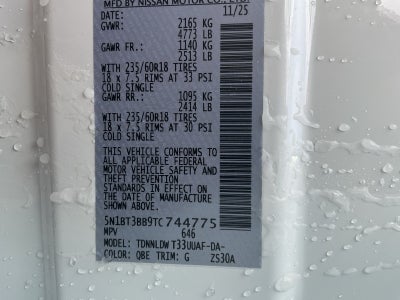 MFD BY NISSAN MOTOR CO., LTD.
DATE: 11/25
GVWR: 2165 KG
4773 LB
GAWR FR.: 1140 KG
2513 LB
WITH 235/60R18 TIRES
18 x 7.5 RIMS AT 33 PSI
COLD SINGLE
GAWR RR.: 1095 KG
2414 LB
WITH 235/60R18 TIRES
18 x 7.5 RIMS AT 30 PSI
COLD SINGLE
THIS VEHICLE CONFORMS TO
ALL APPLICABLE FEDERAL
MOTOR VEHICLE SAFETY AND
THEFT PREVENTION
STANDARDS IN EFFECT ON
THE DATE OF MANUFACTURE
SHOWN ABOVE.
5N1BT3BB9TC744775
MPV 646
MODEL: TDNNLDW T33UUAF-DA-
COLOR: QBE TRIM: G ZS30A